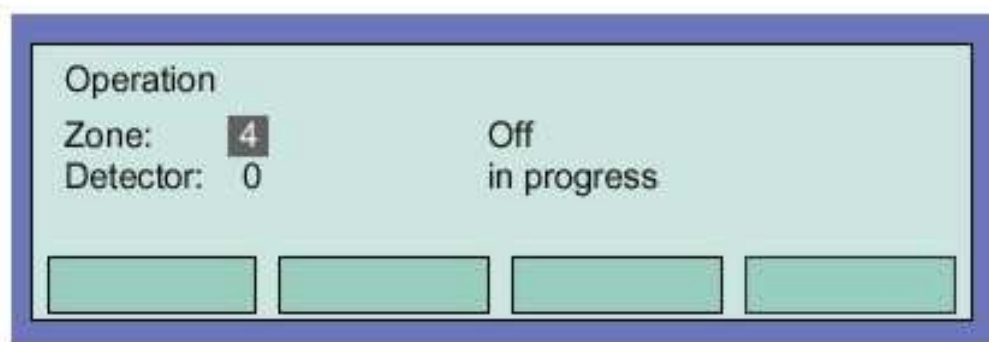 Operation
Zone: 4 Off
Detector: 0 in progress